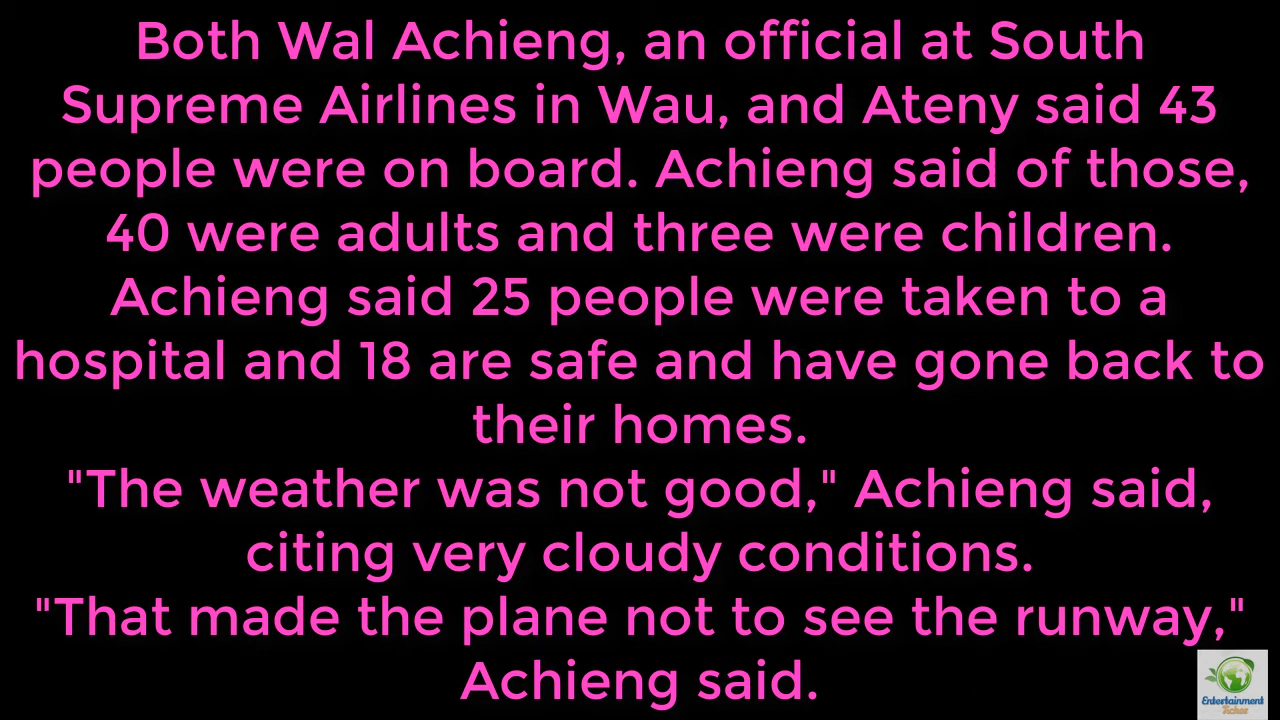 Both Wal Achieng, an official at South
Supreme Airlines in Wau, and Ateny said 43
people were on board. Achieng said of those,
40 were adults and three were children.
Achieng said 25 people were taken to a
hospital and 18 are safe and have gone back to
their homes.
"The weather was not good," Achieng said,
citing very cloudy conditions.
"That made the plane not to see the runway,"
Achieng said.
Entertainment